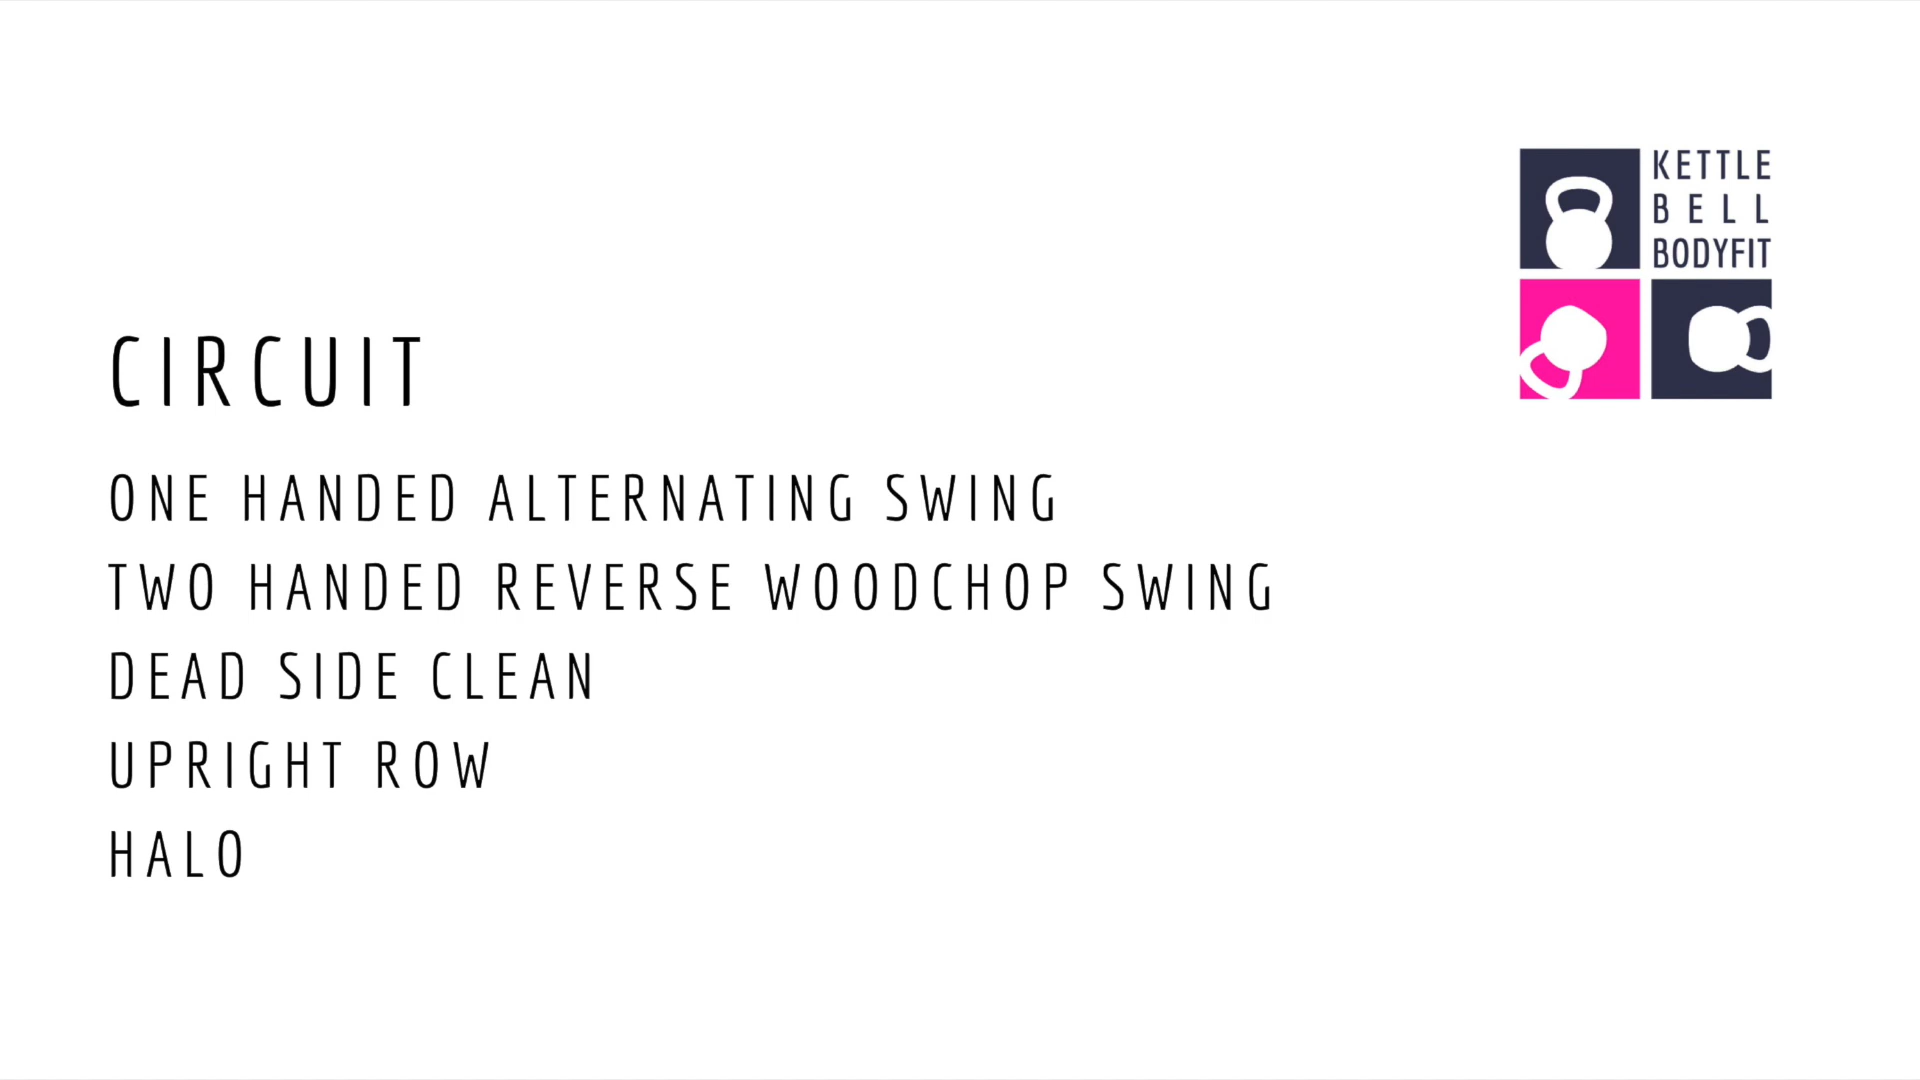 KETTLE
BELL
BODYFIT
CIRCUIT
ONE HANDED ALTERNATING SWING
TWO HANDED REVERSE WOODCHOP SWING
DEAD SIDE CLEAN
UPRIGHT ROW
HALO